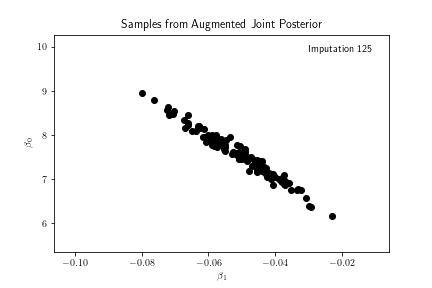 Samples from Augmented Joint Posterior
Imputation 125
10
9
8
7
6
β0
−0.10 −0.08 −0.06 −0.04 −0.02
β1